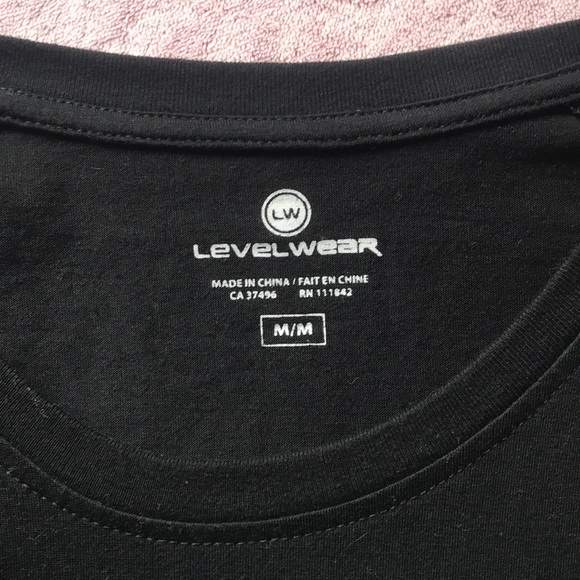 LW
LEVELWEAR
MADE IN CHINA / FAIT EN CHINE
CA 37496 RN 111842
M/M